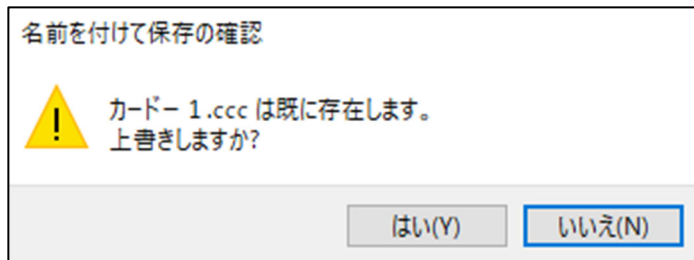 名前を付けて保存の確認
カードー１.ccc は既に存在します。
上書きしますか?
はい(Y)
いいえ(N)